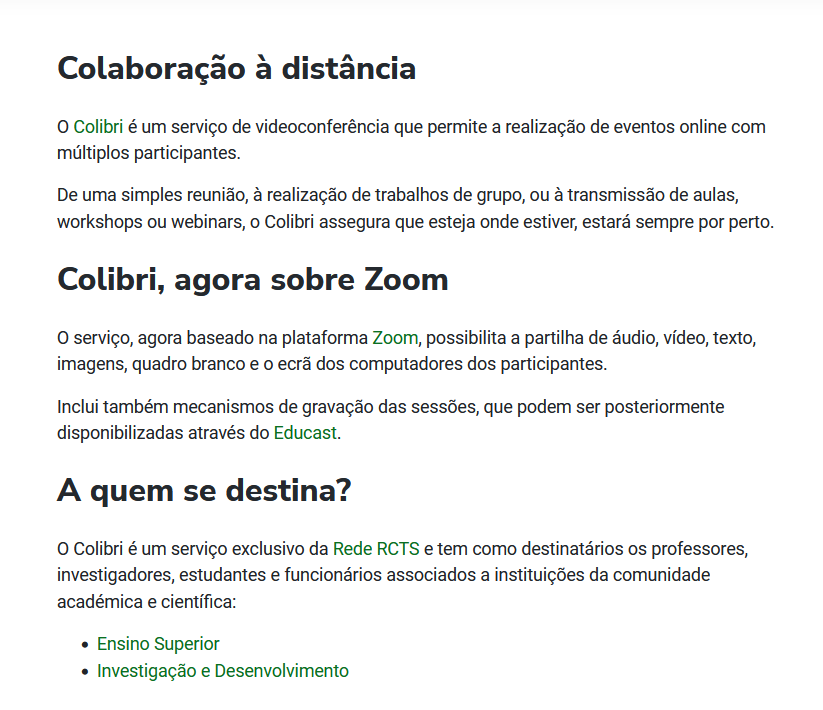 Colaboração à distância
O Colibri é um serviço de videoconferência que permite a realização de eventos online com
múltiplos participantes.
De uma simples reunião, à realização de trabalhos de grupo, ou à transmissão de aulas,
workshops ou webinars, o Colibri assegura que esteja onde estiver, estará sempre por perto.
Colibri, agora sobre Zoom
O serviço, agora baseado na plataforma Zoom, possibilita a partilha de áudio, vídeo, texto,
imagens, quadro branco e o ecrã dos computadores dos participantes.
Inclui também mecanismos de gravação das sessões, que podem ser posteriormente
disponibilizadas através do Educast.
A quem se destina?
O Colibri é um serviço exclusivo da Rede RCTS e tem como destinatários os professores,
investigadores, estudantes e funcionários associados a instituições da comunidade
académica e científica:
• Ensino Superior
• Investigação e Desenvolvimento